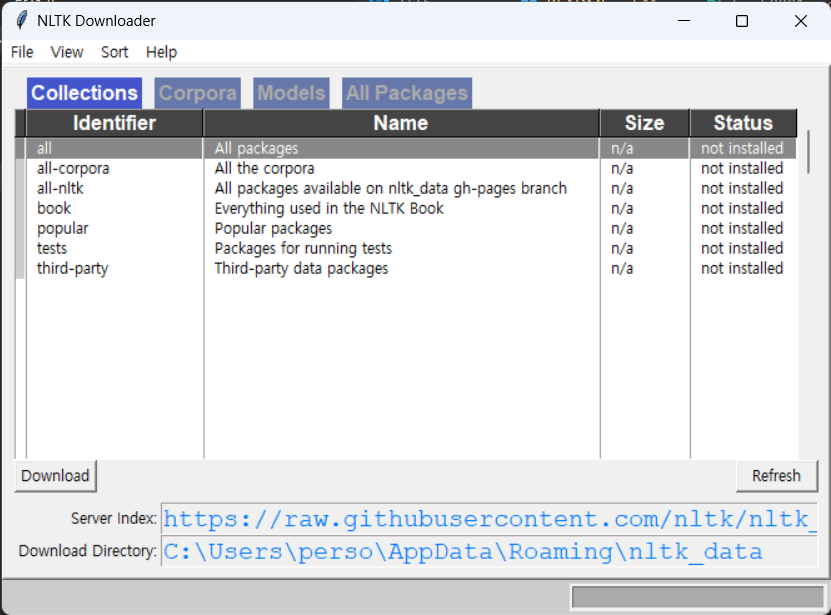 NLTK Downloader
File View Sort Help
Collections Corpora Models All Packages
Identifier Name Size Status
all All packages n/a not installed
all-corpora All the corpora n/a not installed
all-nltk All packages available on nltk_data gh-pages branch n/a not installed
book Everything used in the NLTK Book n/a not installed
popular Popular packages n/a not installed
tests Packages for running tests n/a not installed
third-party Third-party data packages n/a not installed
Download Refresh
Server Index: https://raw.githubusercontent.com/nltk/nltk_
Download Directory: C:\Users\perso\AppData\Roaming\nltk_data